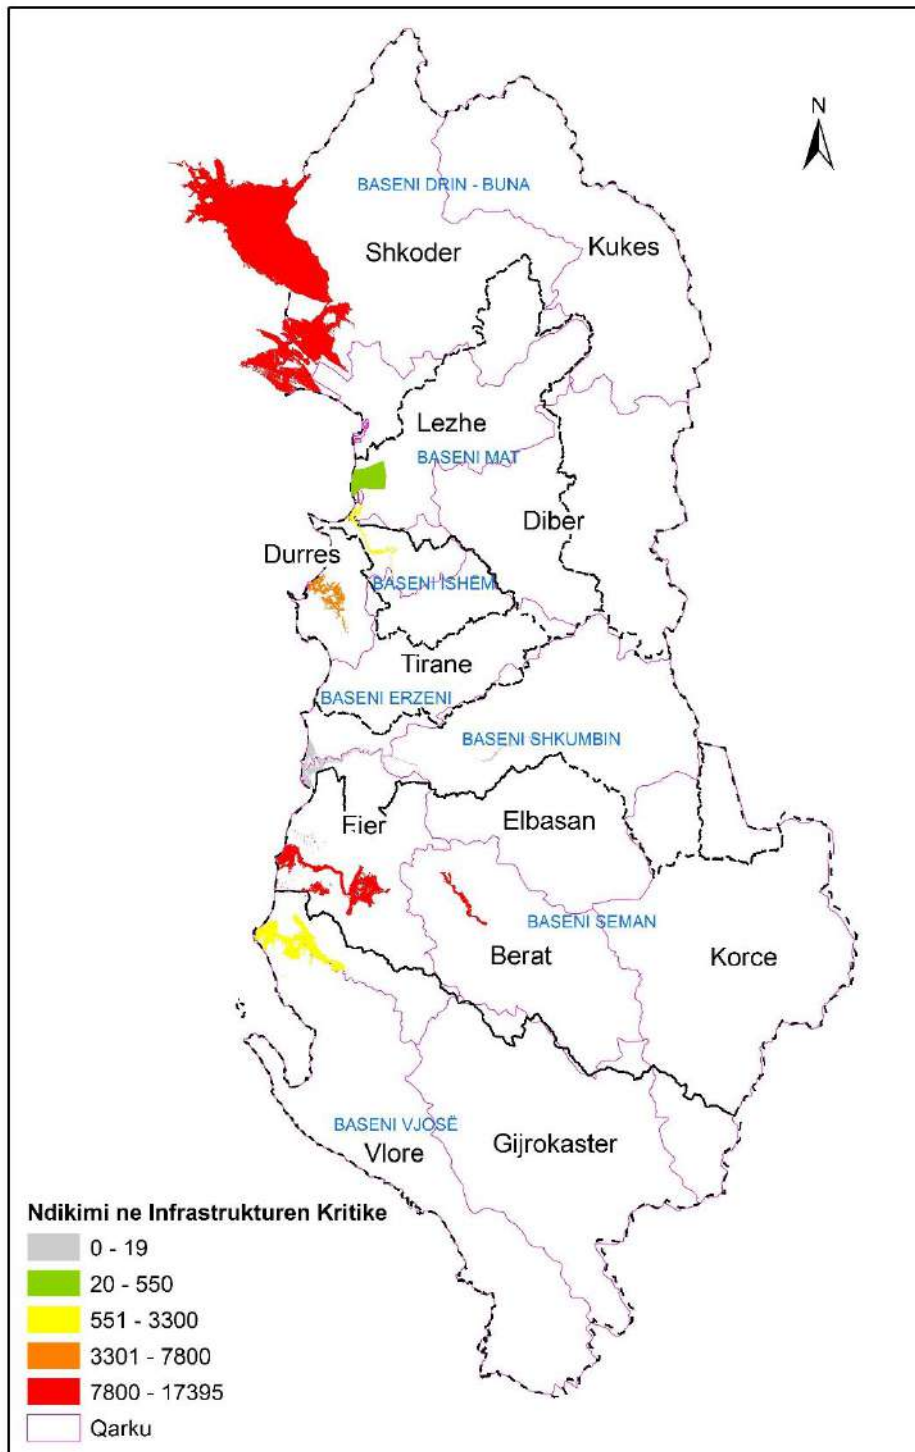 N
BASENI DRIN - BUNA
Kukes
Shkoder
Lezhe
BASENI MAT
Diber
Durres
BASENI ISHËM
Tirane
BASENI ERZENI
BASENI SHKUMBIN
Fier
Elbasan
BASENI SEMAN
Berat
Korce
BASENI VJOSË
Gjirokaster
Vlore
Ndikimi ne Infrastrukturen Kritike
0 - 19
20 - 550
551 - 3300
3301 - 7800
7800 - 17395
Qarku